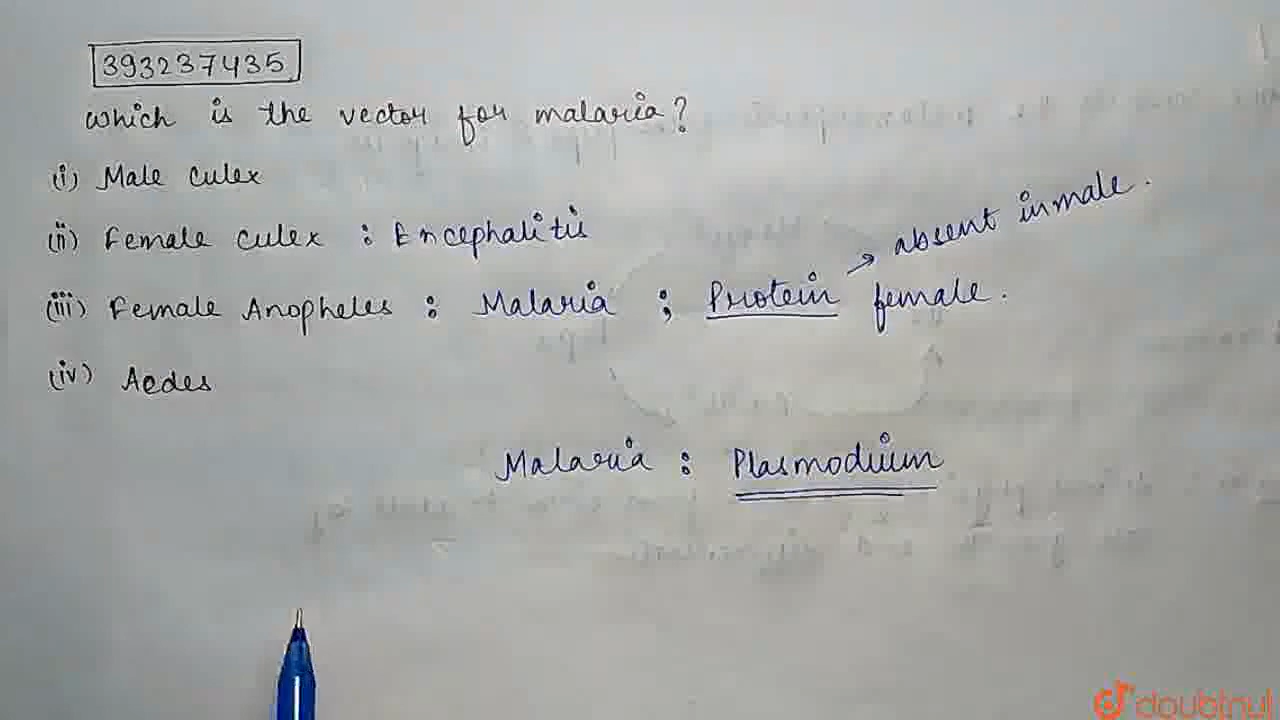 393237435
which is the vector for malaria?
(i) Male Culex
(ii) Female Culex : Encephalitis
(iii) Female Anopheles : Malaria ; Protein female. → absent in male.
(iv) Aedes
Malaria : Plasmodium
doubtnut